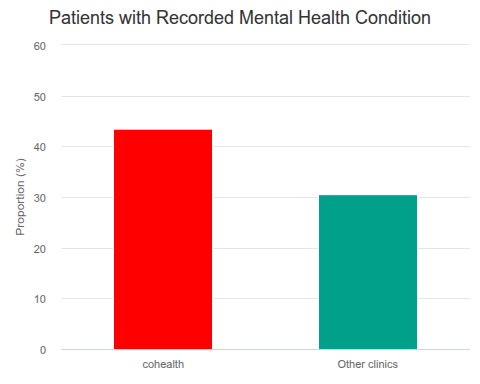 Patients with Recorded Mental Health Condition
60
50
40
30
20
10
0
Proportion (%)
cohealth
Other clinics